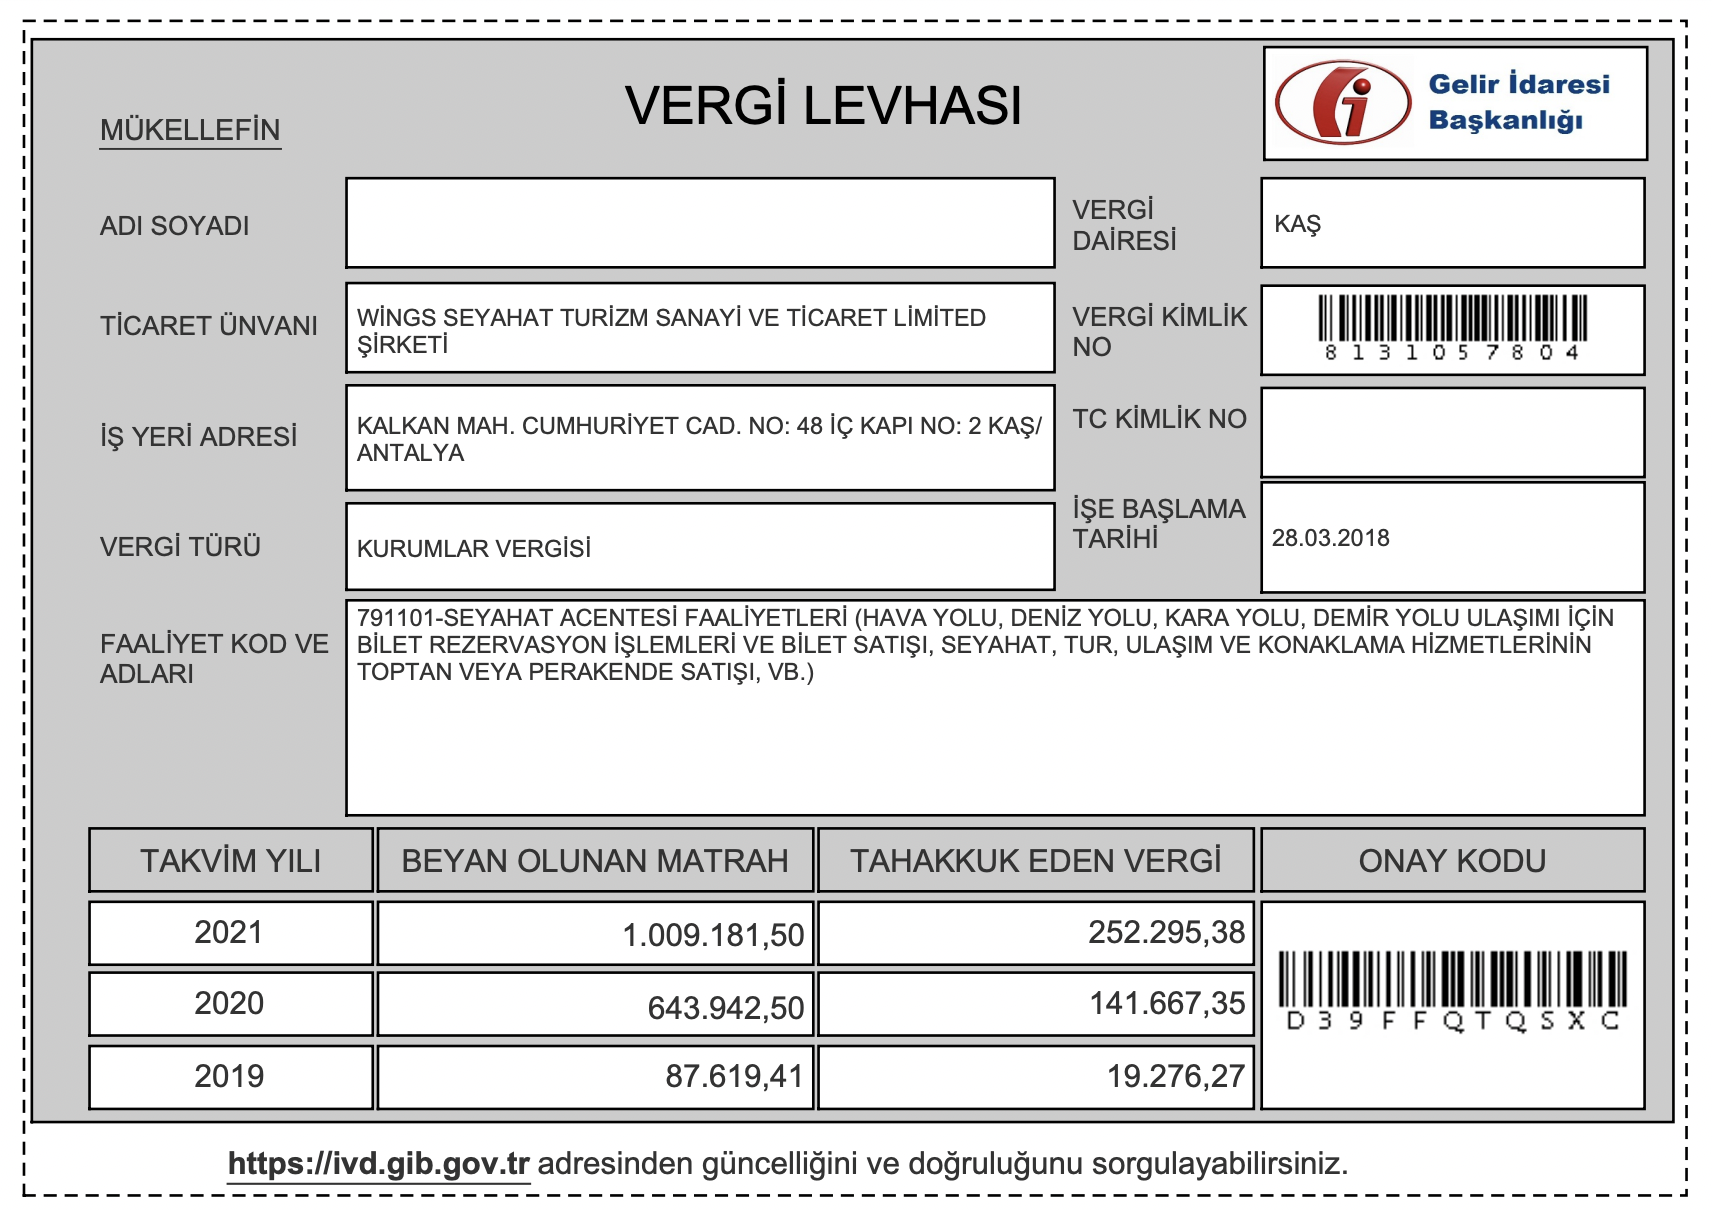 VERGİ LEVHASI
Gelir İdaresi
Başkanlığı
MÜKELLEFİN
ADI SOYADI
VERGİ
DAİRESİ
KAŞ
TİCARET ÜNVANI
WİNGS SEYAHAT TURİZM SANAYİ VE TİCARET LİMİTED
ŞİRKETİ
VERGİ KİMLİK
NO
8131057804
İŞ YERİ ADRESİ
KALKAN MAH. CUMHURİYET CAD. NO: 48 İÇ KAPI NO: 2 KAŞ/
ANTALYA
TC KİMLİK NO
VERGİ TÜRÜ
KURUMLAR VERGİSİ
İŞE BAŞLAMA
TARİHİ
28.03.2018
FAALİYET KOD VE
ADLARI
791101-SEYAHAT ACENTESİ FAALİYETLERİ (HAVA YOLU, DENİZ YOLU, KARA YOLU, DEMİR YOLU ULAŞIMI İÇİN
BİLET REZERVASYON İŞLEMLERİ VE BİLET SATIŞI, SEYAHAT, TUR, ULAŞIM VE KONAKLAMA HİZMETLERİNİN
TOPTAN VEYA PERAKENDE SATIŞI, VB.)
TAKVİM YILI BEYAN OLUNAN MATRAH TAHAKKUK EDEN VERGİ ONAY KODU
2021 1.009.181,50 252.295,38
2020 643.942,50 141.667,35
D39FFQTQSXC
2019 87.619,41 19.276,27
https://ivd.gib.gov.tr adresinden güncelliğini ve doğruluğunu sorgulayabilirsiniz.